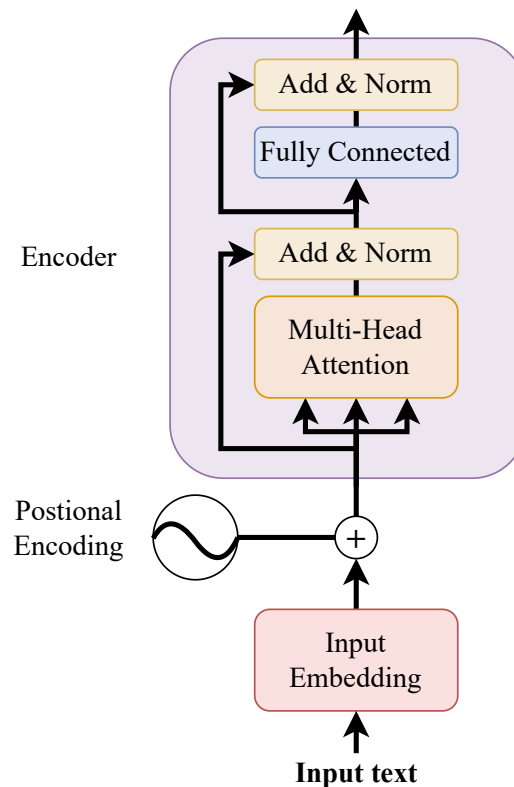 Add & Norm
Fully Connected
Encoder
Add & Norm
Multi-Head
Attention
Postional
Encoding
+
Input
Embedding
Input text